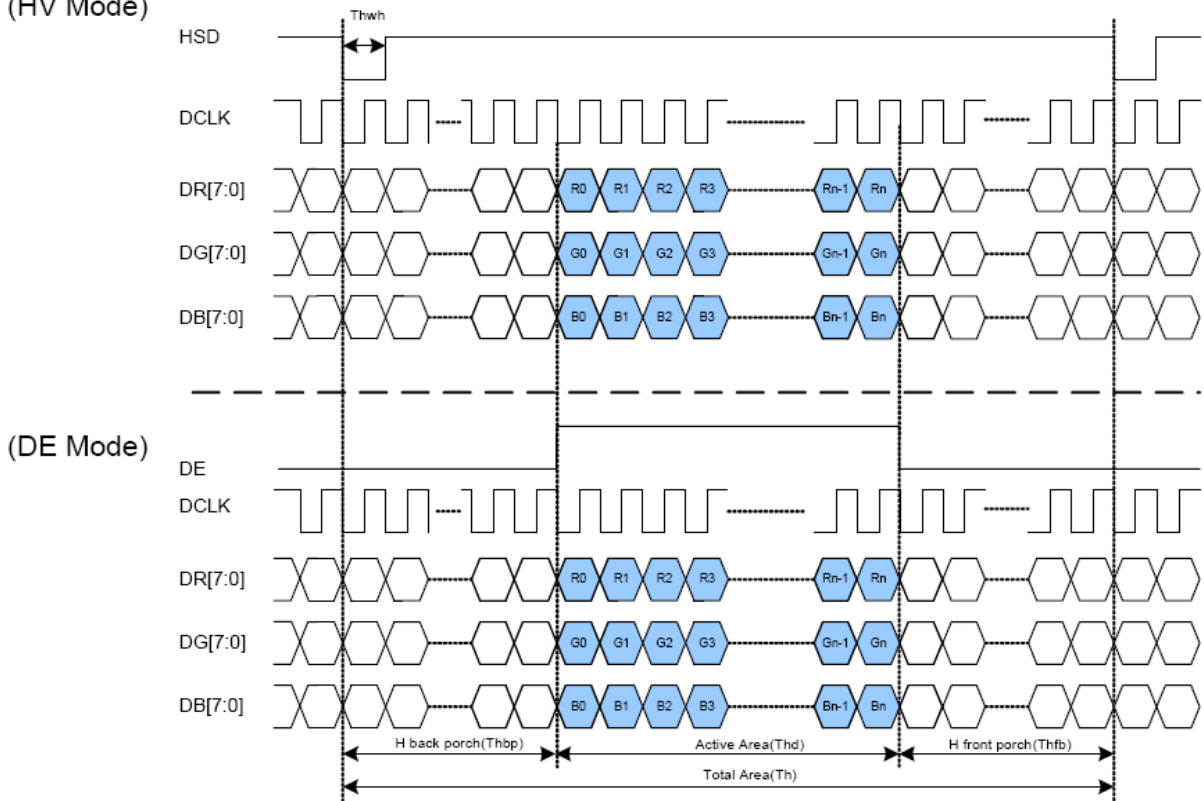 (HV Mode)
Thwh
HSD
DCLK
DR[7:0] R0 R1 R2 R3 Rn-1 Rn
DG[7:0] G0 G1 G2 G3 Gn-1 Gn
DB[7:0] B0 B1 B2 B3 Bn-1 Bn
(DE Mode)
DE
DCLK
DR[7:0] R0 R1 R2 R3 Rn-1 Rn
DG[7:0] G0 G1 G2 G3 Gn-1 Gn
DB[7:0] B0 B1 B2 B3 Bn-1 Bn
H back porch(Thbp) Active Area(Thd) H front porch(Thfb)
Total Area(Th)